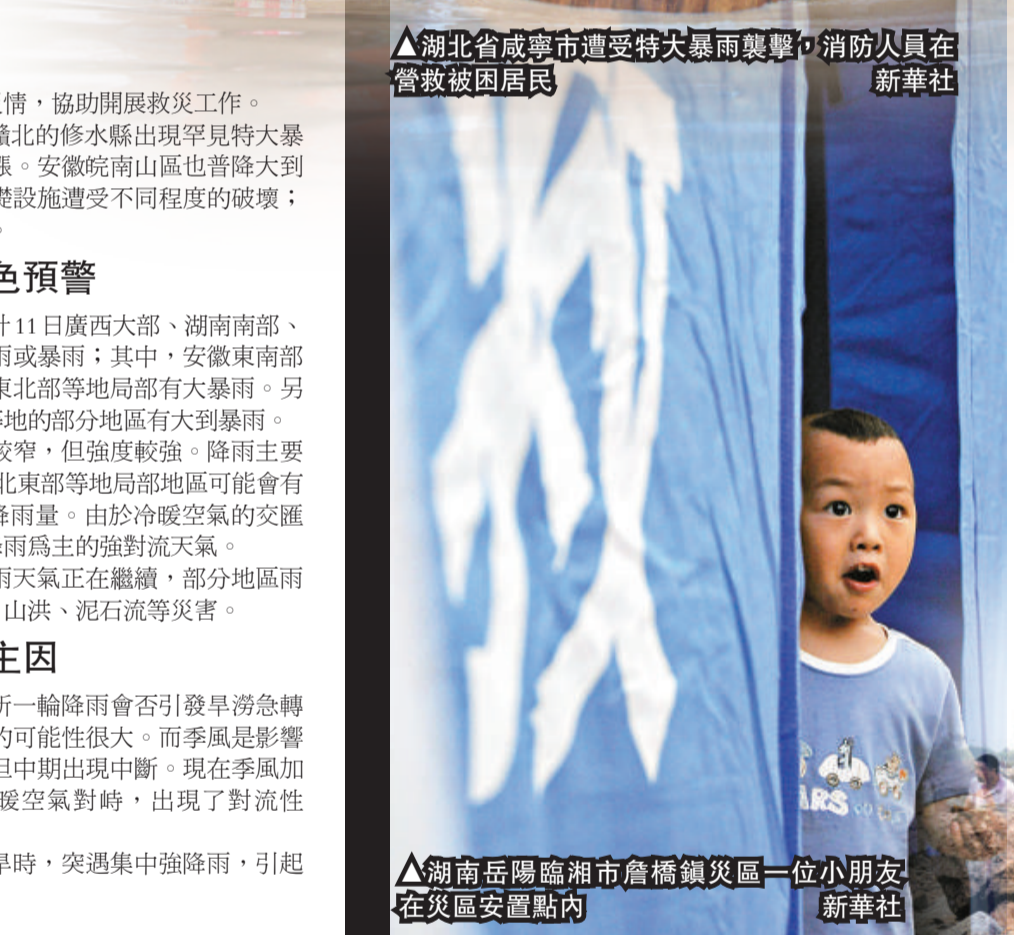 情，協助開展救災工作。
北的修水縣出現罕見特大暴
。安徽皖南山區也普降大到
設施遭受不同程度的破壞；
。
色預警
11日廣西大部、湖南南部、
雨或暴雨；其中，安徽東南部
東北部等地局部有大暴雨。另
地的部分地區有大到暴雨。
較窄，但強度較強。降雨主要
北東部等地局部地區可能會有
降雨量。由於冷暖空氣的交匯
雨爲主的強對流天氣。
雨天氣正在繼續，部分地區雨
山洪、泥石流等災害。
主因
一輪降雨會否引發旱澇急轉
的可能性很大。而季風是影響
中期出現中斷。現在季風加
暖空氣對峙，出現了對流性
旱時，突遇集中強降雨，引起
▲湖北省咸寧市遭受特大暴雨襲擊，消防人員在
營救被困居民 新華社
▲湖南岳陽臨湘市詹橋鎮災區一位小朋友
在災區安置點內 新華社